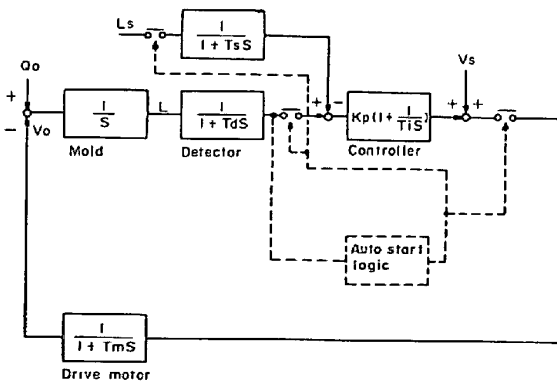 Ls
1
1 + TsS
Qo
Vs
+
−
Vo
1
S
L
1
1 + TdS
+
−
Kp(1 + 1
TiS
)
+
+
Mold
Detector
Controller
Auto start
logic
1
1 + TmS
Drive motor